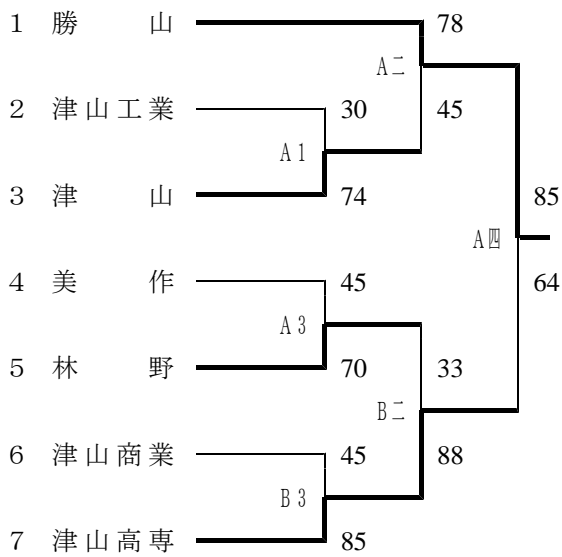 1 勝 山 78
A二
2 津山工業 30 45
A1
3 津 山 74 85
A四
4 美 作 45 64
A3
5 林 野 70 33
B二
6 津山商業 45 88
B3
7 津山高専 85